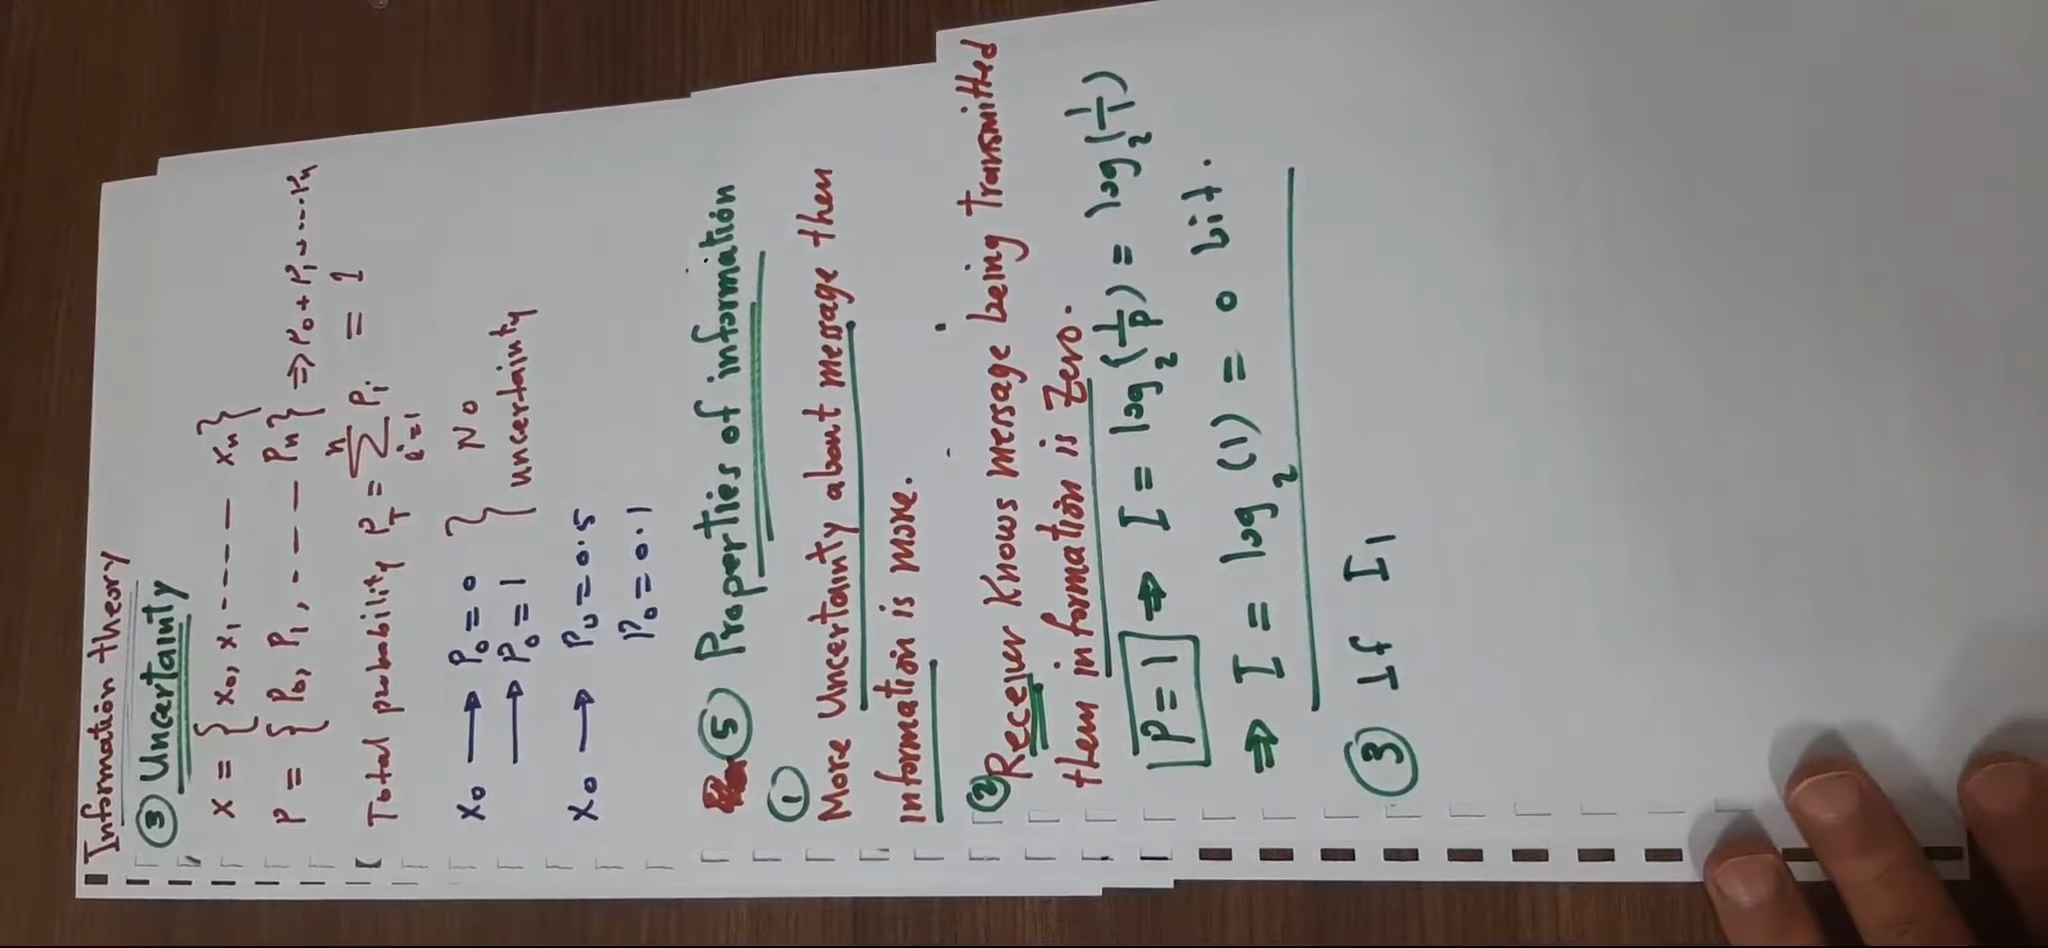 Information theory
③ Uncertainty
x = { x₀, x₁, ---- xₙ}
P = { P₀, P₁, ---- Pₙ} ⇒ P₀ + P₁ + ... Pₙ
Total probability P_T = ∑ᵢ₌₁ⁿ Pᵢ = 1
x₀ → P₀ = 0 } No
→ P₀ = 1 } uncertainty
x₀ → P₀ = 0.5
P₀ = 0.1
⑤ Properties of information
①
More Uncertainty about message then
information is more.
② Receiver Knows message being Transmitted
then information is Zero.
P = 1 ⇒ I = log₂(1/P) = log₂(1/1)
⇒ I = log₂(1) = 0 bit.
③ If I₁